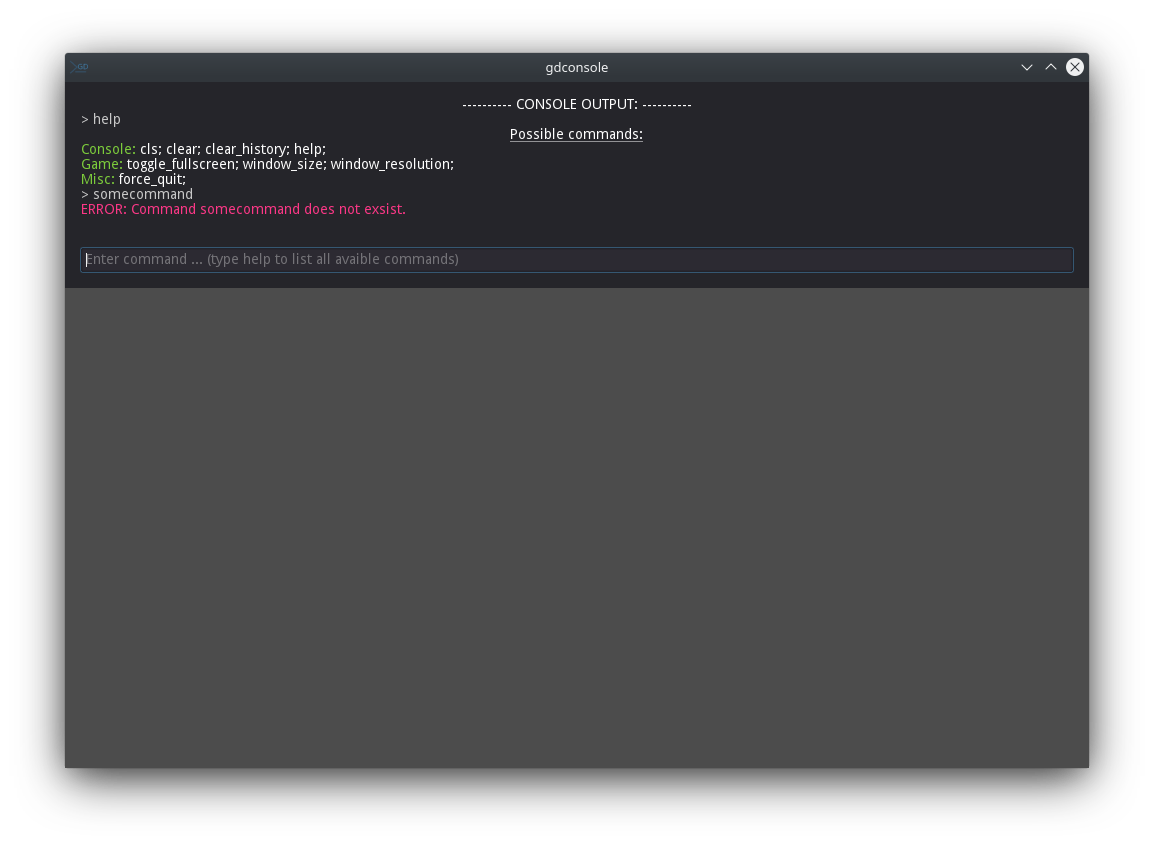 gdconsole
---------- CONSOLE OUTPUT: ----------
> help
Possible commands:
Console: cls; clear; clear_history; help;
Game: toggle_fullscreen; window_size; window_resolution;
Misc: force_quit;
> somecommand
ERROR: Command somecommand does not exsist.
Enter command ... (type help to list all avaible commands)